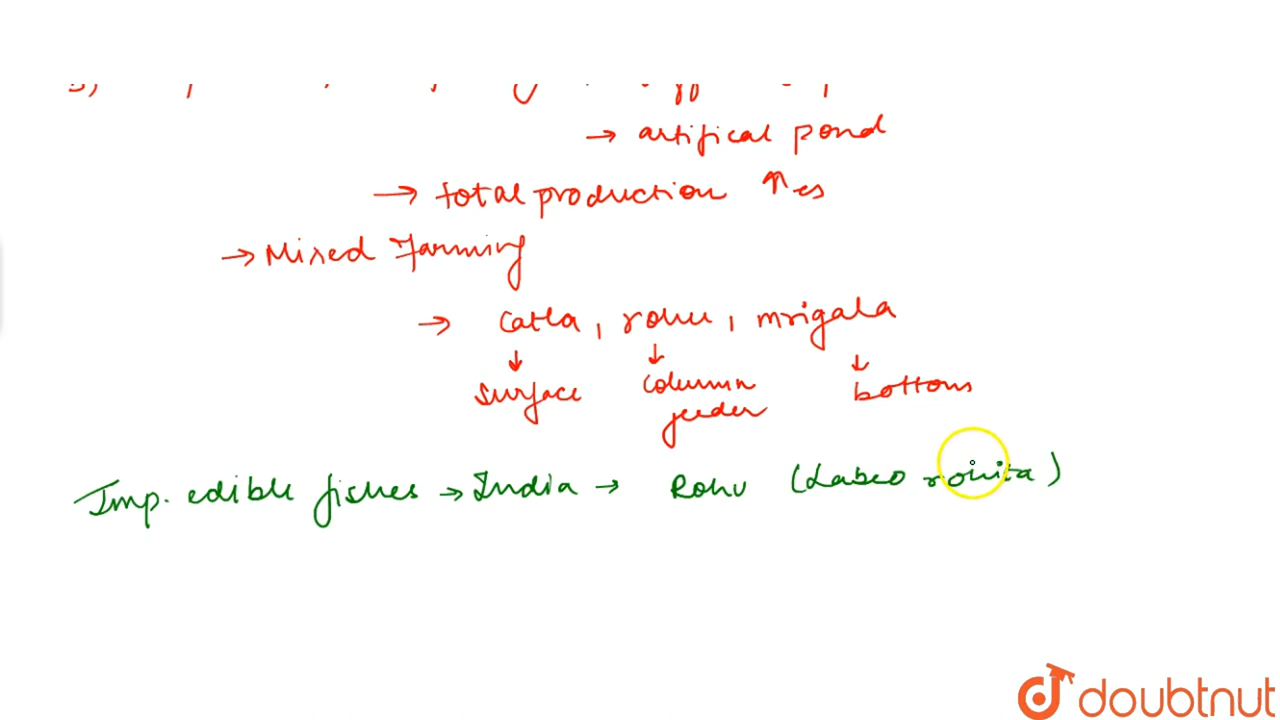 → artifical pond
→ total production ↑es
→ Mixed Farming
→ catla, rohu, mrigala
↓ ↓ ↓
surface column bottom
feeder
Imp. edible fishes → India → Rohu (Labeo rohita)
doubtnut